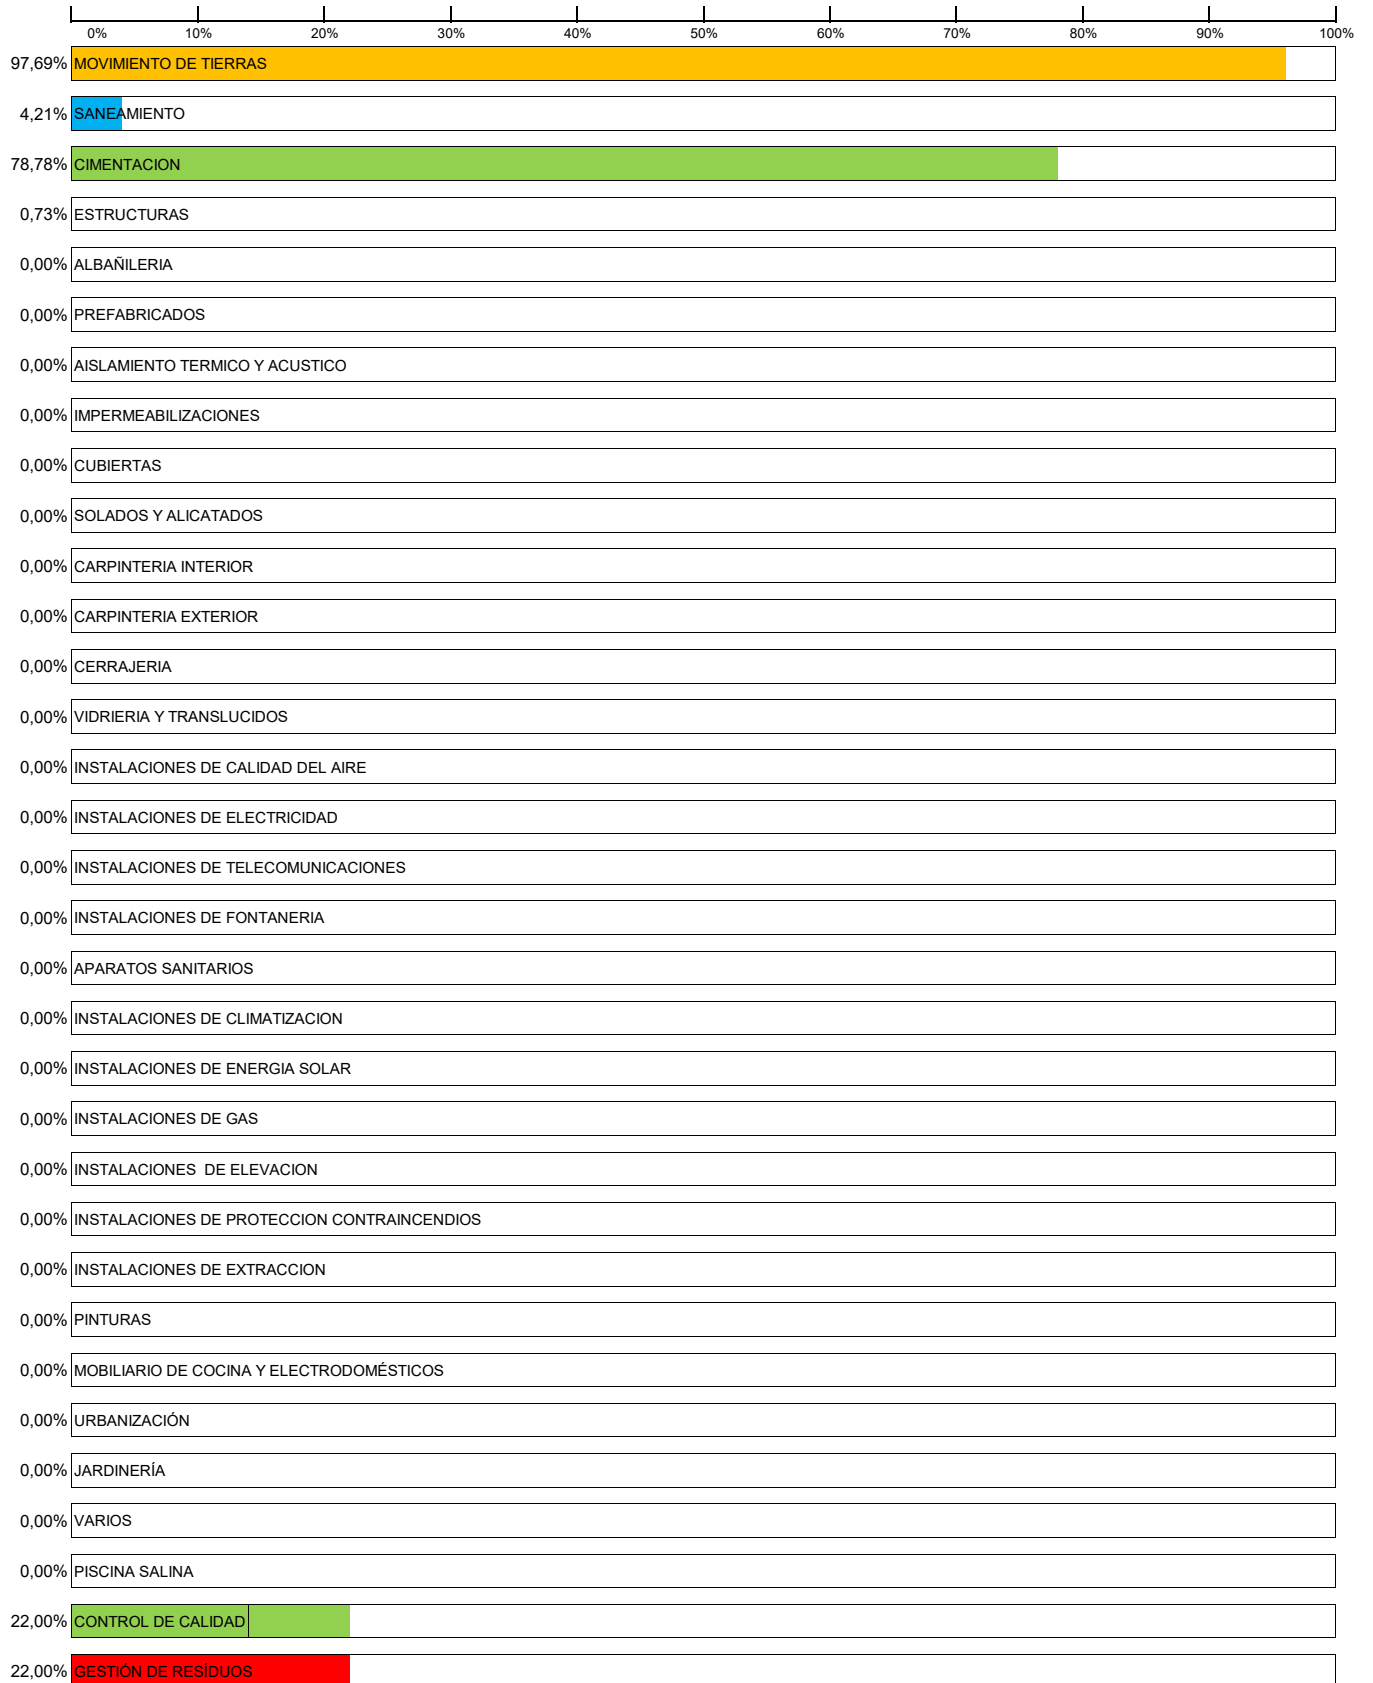 0% 10% 20% 30% 40% 50% 60% 70% 80% 90% 100%
97,69% MOVIMIENTO DE TIERRAS
4,21% SANEAMIENTO
78,78% CIMENTACION
0,73% ESTRUCTURAS
0,00% ALBAÑILERIA
0,00% PREFABRICADOS
0,00% AISLAMIENTO TERMICO Y ACUSTICO
0,00% IMPERMEABILIZACIONES
0,00% CUBIERTAS
0,00% SOLADOS Y ALICATADOS
0,00% CARPINTERIA INTERIOR
0,00% CARPINTERIA EXTERIOR
0,00% CERRAJERIA
0,00% VIDRIERIA Y TRANSLUCIDOS
0,00% INSTALACIONES DE CALIDAD DEL AIRE
0,00% INSTALACIONES DE ELECTRICIDAD
0,00% INSTALACIONES DE TELECOMUNICACIONES
0,00% INSTALACIONES DE FONTANERIA
0,00% APARATOS SANITARIOS
0,00% INSTALACIONES DE CLIMATIZACION
0,00% INSTALACIONES DE ENERGIA SOLAR
0,00% INSTALACIONES DE GAS
0,00% INSTALACIONES DE ELEVACION
0,00% INSTALACIONES DE PROTECCION CONTRAINCENDIOS
0,00% INSTALACIONES DE EXTRACCION
0,00% PINTURAS
0,00% MOBILIARIO DE COCINA Y ELECTRODOMÉSTICOS
0,00% URBANIZACIÓN
0,00% JARDINERÍA
0,00% VARIOS
0,00% PISCINA SALINA
22,00% CONTROL DE CALIDAD
22,00% GESTIÓN DE RESÍDUOS